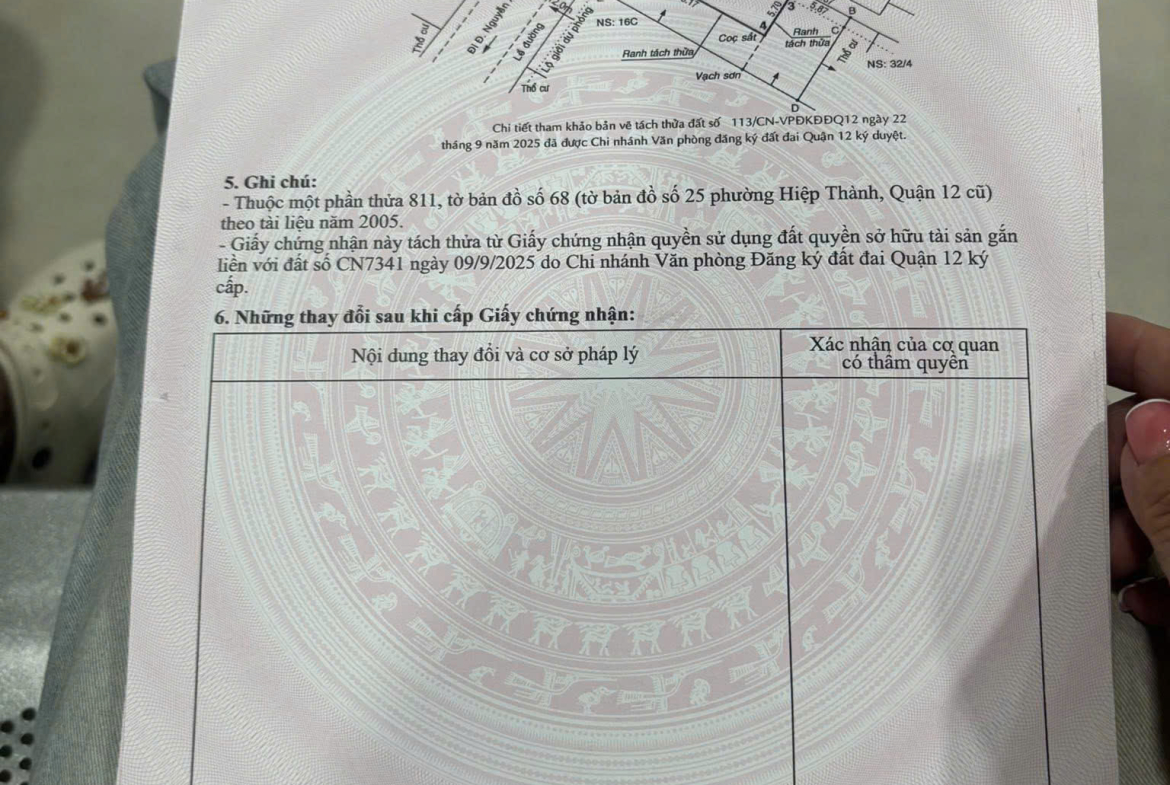 Thổ cư
Đi Đ. Nguyễn
Lề đường
Lộ giới dự phóng
Thổ cư
NS: 16C
Ranh tách thửa
Cọc sắt
Vạch sơn
4
3
5.70
5.87
B
Ranh
tách thửa
C
Thổ cư
NS: 32/4
D
Chi tiết tham khảo bản vẽ tách thửa đất số 113/CN-VPĐKĐĐQ12 ngày 22
tháng 9 năm 2025 đã được Chi nhánh Văn phòng đăng ký đất đai Quận 12 ký duyệt.
5. Ghi chú:
- Thuộc một phần thửa 811, tờ bản đồ số 68 (tờ bản đồ số 25 phường Hiệp Thành, Quận 12 cũ)
theo tài liệu năm 2005.
- Giấy chứng nhận này tách thửa từ Giấy chứng nhận quyền sử dụng đất quyền sở hữu tài sản gắn
liền với đất số CN7341 ngày 09/9/2025 do Chi nhánh Văn phòng Đăng ký đất đai Quận 12 ký
cấp.
6. Những thay đổi sau khi cấp Giấy chứng nhận:
Nội dung thay đổi và cơ sở pháp lý
Xác nhận của cơ quan
có thẩm quyền